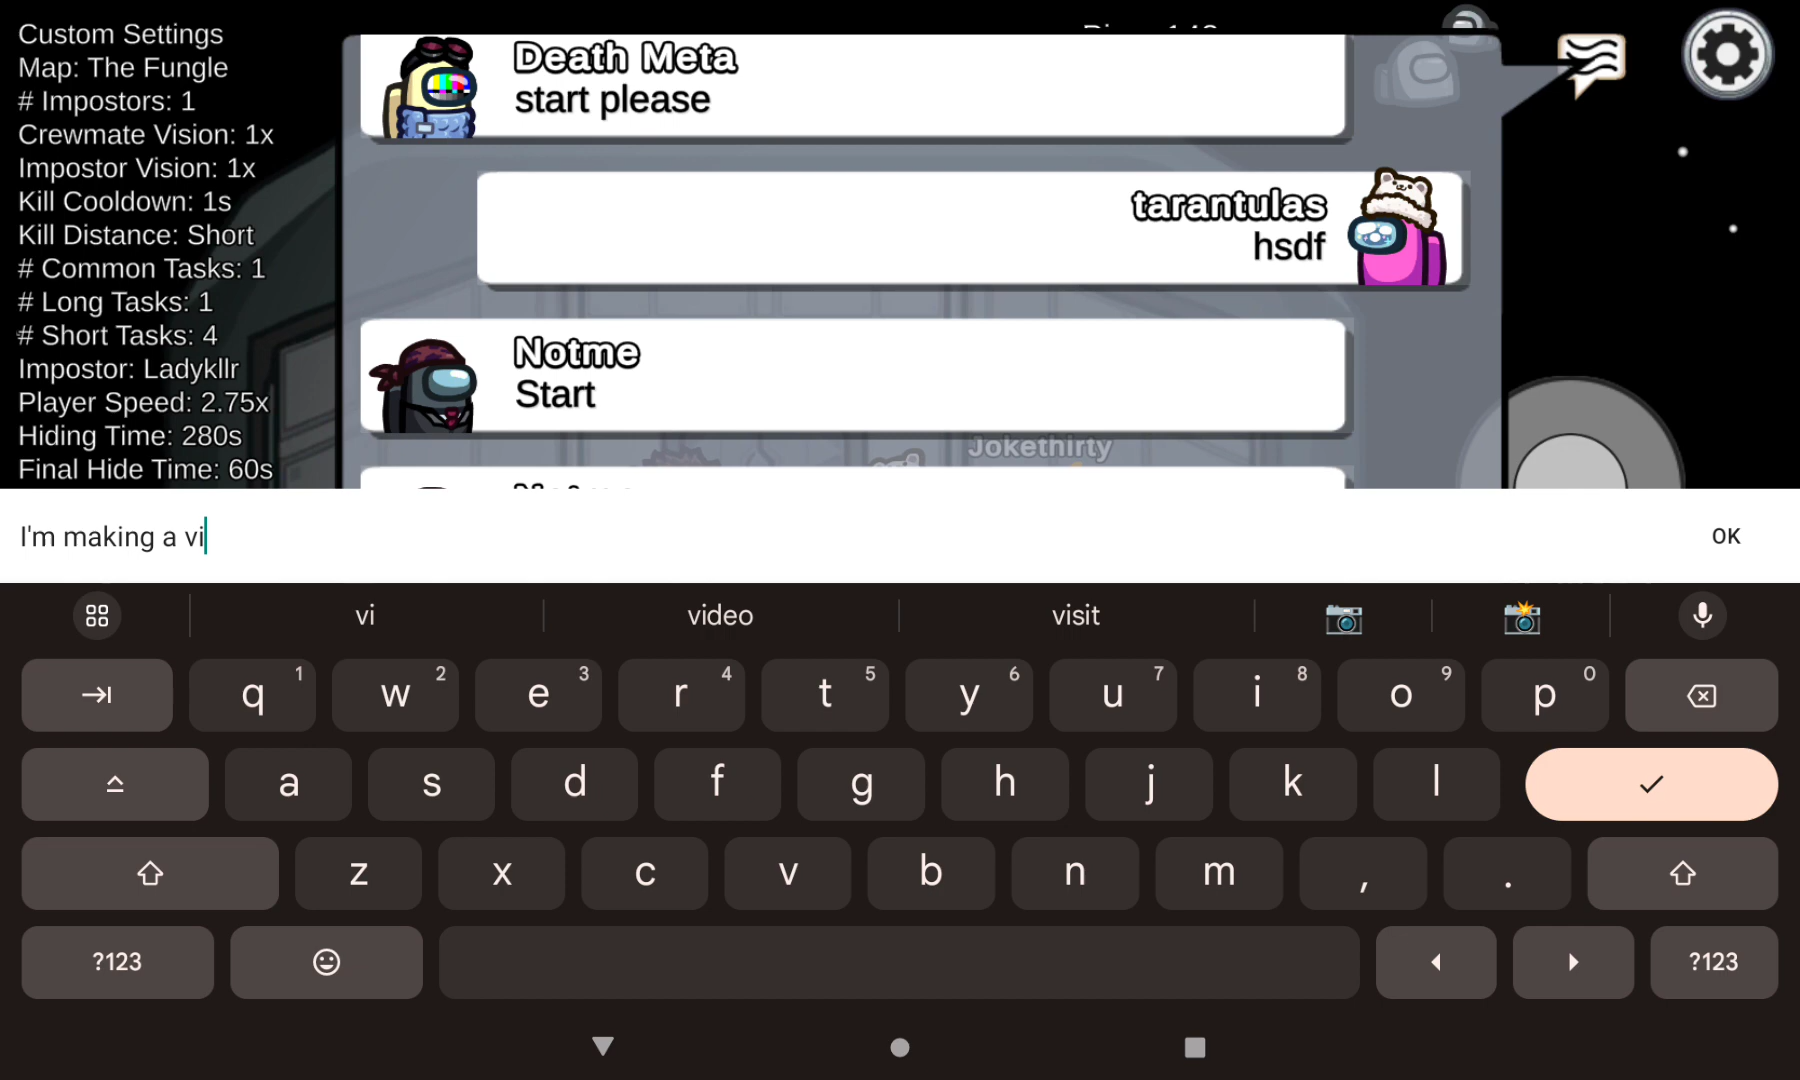 Custom Settings
Map: The Fungle
# Impostors: 1
Crewmate Vision: 1x
Impostor Vision: 1x
Kill Cooldown: 1s
Kill Distance: Short
# Common Tasks: 1
# Long Tasks: 1
# Short Tasks: 4
Impostor: Ladykllr
Player Speed: 2.75x
Hiding Time: 280s
Final Hide Time: 60s
Death Meta
start please
tarantulas
hsdf
Notme
Start
Jokethirty
I'm making a vi
OK
vi video visit
q 1 w 2 e 3 r 4 t 5 y 6 u 7 i 8 o 9 p 0
a s d f g h j k l
z x c v b n m , .
?123 ?123